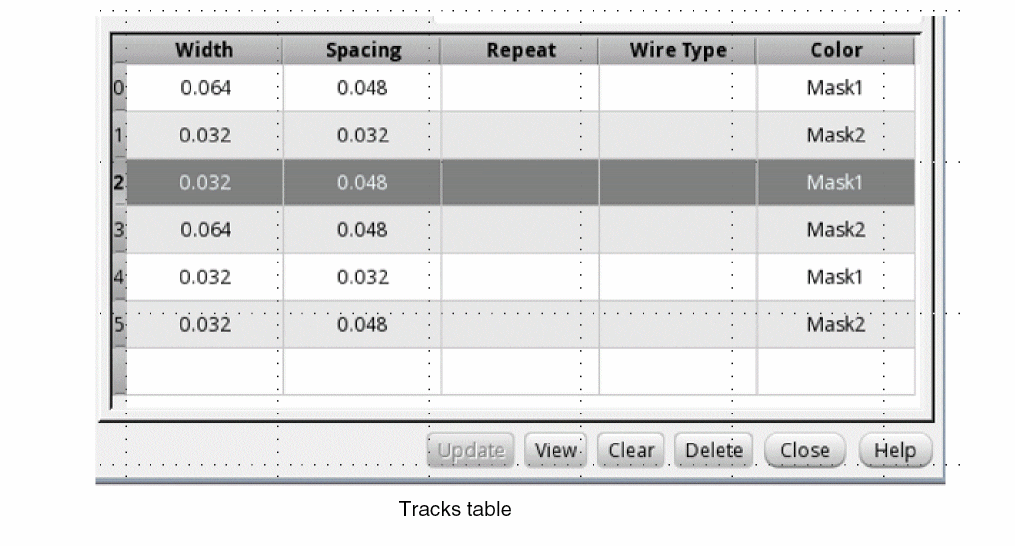 Width Spacing Repeat Wire Type Color
0 0.064 0.048 Mask1
1 0.032 0.032 Mask2
2 0.032 0.048 Mask1
3 0.064 0.048 Mask2
4 0.032 0.032 Mask1
5 0.032 0.048 Mask2
Update View Clear Delete Close Help
Tracks table